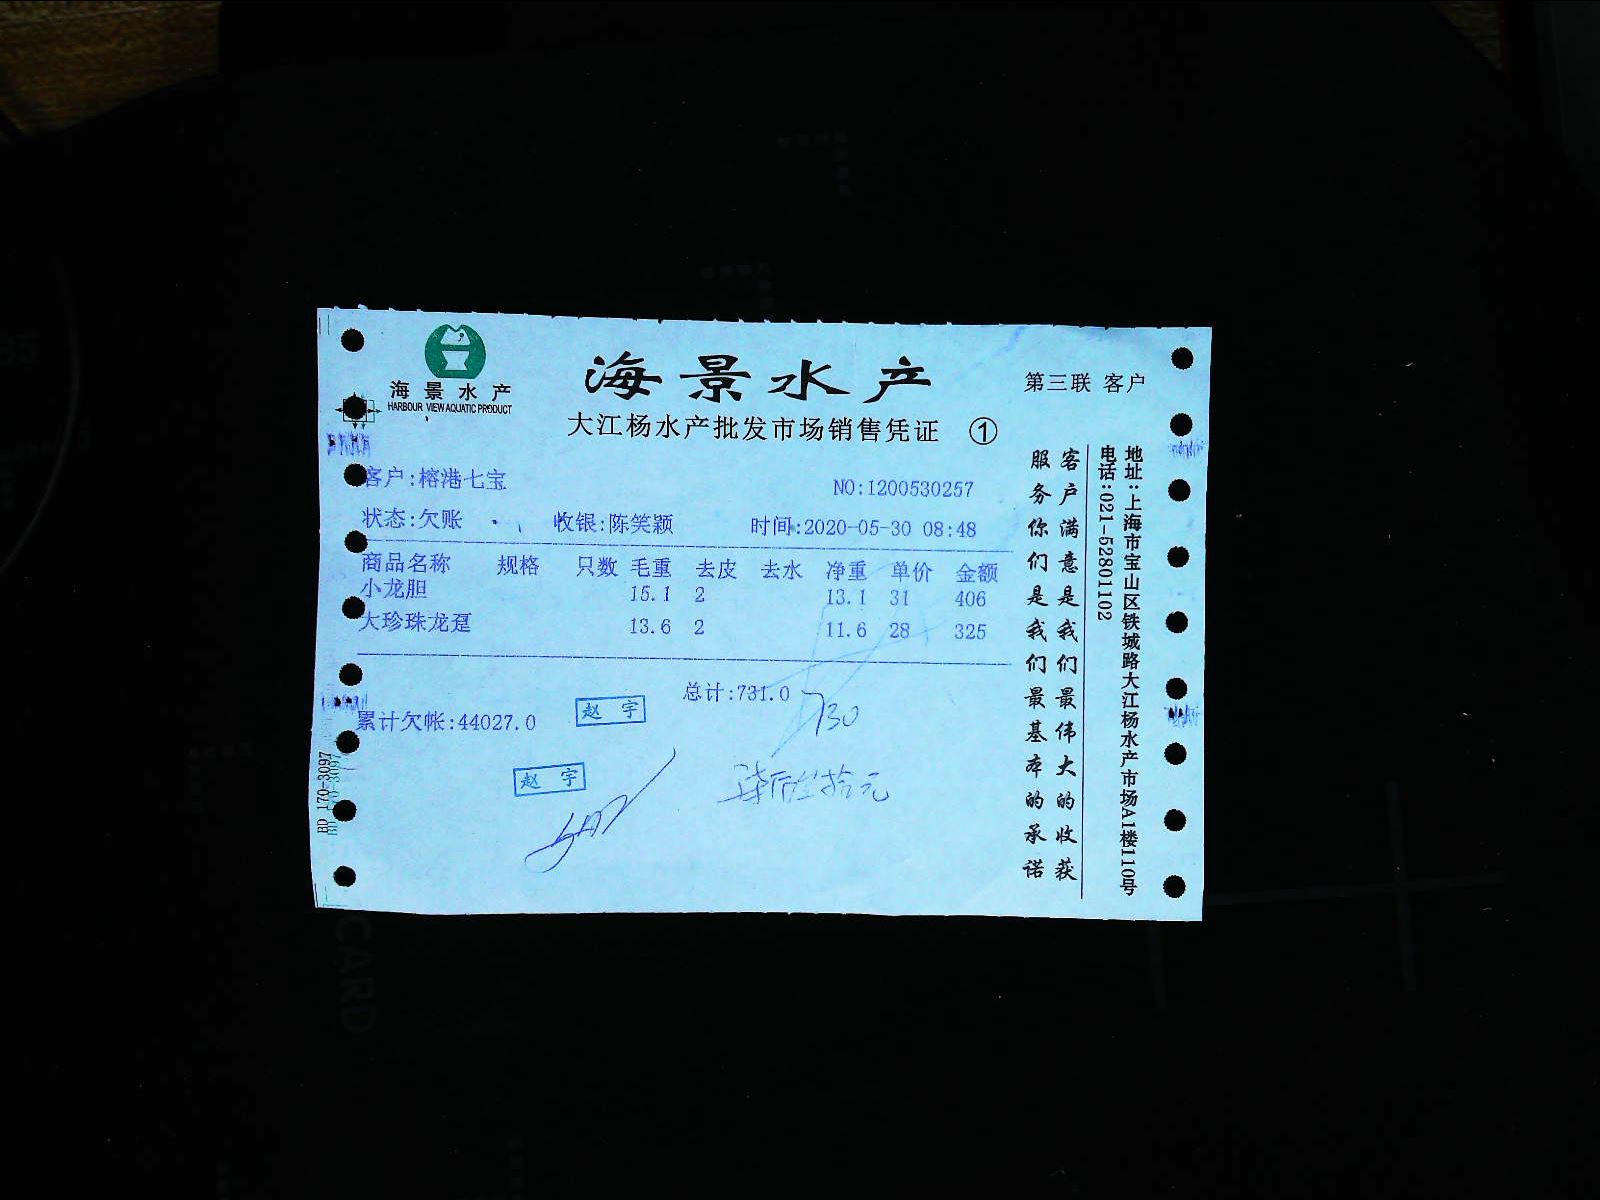 海景水产
HARBOUR VIEW AQUATIC PRODUCT
海景水产
第三联 客户
大江杨水产批发市场销售凭证 ①
客户:榕港七宝
NO:1200530257
状态:欠账 收银:陈笑颖 时间:2020-05-30 08:48
商品名称 规格 只数 毛重 去皮 去水 净重 单价 金额
小龙胆 15.1 2 13.1 31 406
大珍珠龙趸 13.6 2 11.6 28 325
总计:731.0
730
累计欠帐:44027.0
赵宇
赵宇
柒佰叁拾元
客户满意是我们最伟大的收获
服务你们是我们最基本的承诺
地址:上海市宝山区铁城路大江杨水产市场A1楼110号
电话:021-52801102
BD 170-3097